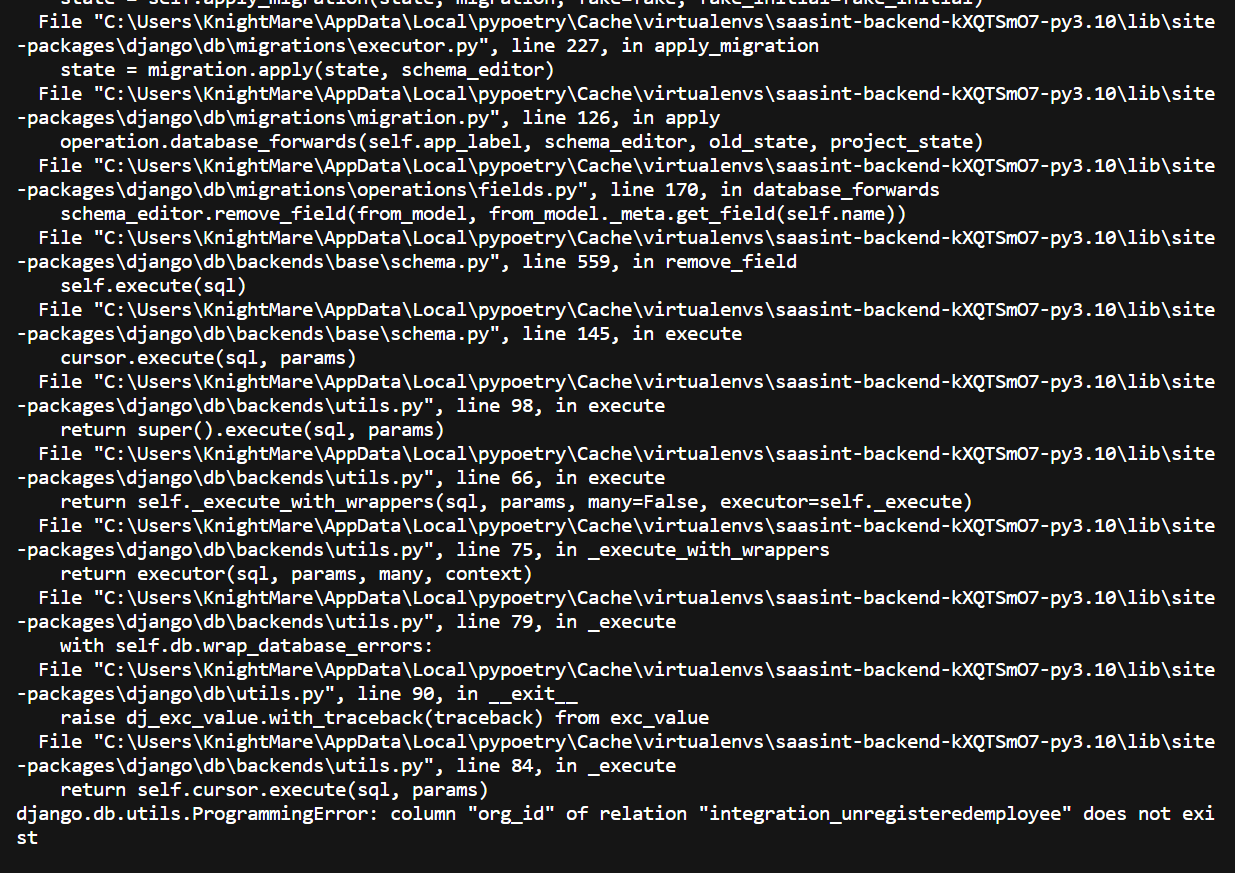 state = self.apply_migration(state, migration, fake=fake, fake_initial=fake_initial)
File "C:\Users\KnightMare\AppData\Local\pypoetry\Cache\virtualenvs\saasint-backend-kXQTSmO7-py3.10\lib\site
-packages\django\db\migrations\executor.py", line 227, in apply_migration
state = migration.apply(state, schema_editor)
File "C:\Users\KnightMare\AppData\Local\pypoetry\Cache\virtualenvs\saasint-backend-kXQTSmO7-py3.10\lib\site
-packages\django\db\migrations\migration.py", line 126, in apply
operation.database_forwards(self.app_label, schema_editor, old_state, project_state)
File "C:\Users\KnightMare\AppData\Local\pypoetry\Cache\virtualenvs\saasint-backend-kXQTSmO7-py3.10\lib\site
-packages\django\db\migrations\operations\fields.py", line 170, in database_forwards
schema_editor.remove_field(from_model, from_model._meta.get_field(self.name))
File "C:\Users\KnightMare\AppData\Local\pypoetry\Cache\virtualenvs\saasint-backend-kXQTSmO7-py3.10\lib\site
-packages\django\db\backends\base\schema.py", line 559, in remove_field
self.execute(sql)
File "C:\Users\KnightMare\AppData\Local\pypoetry\Cache\virtualenvs\saasint-backend-kXQTSmO7-py3.10\lib\site
-packages\django\db\backends\base\schema.py", line 145, in execute
cursor.execute(sql, params)
File "C:\Users\KnightMare\AppData\Local\pypoetry\Cache\virtualenvs\saasint-backend-kXQTSmO7-py3.10\lib\site
-packages\django\db\backends\utils.py", line 98, in execute
return super().execute(sql, params)
File "C:\Users\KnightMare\AppData\Local\pypoetry\Cache\virtualenvs\saasint-backend-kXQTSmO7-py3.10\lib\site
-packages\django\db\backends\utils.py", line 66, in execute
return self._execute_with_wrappers(sql, params, many=False, executor=self._execute)
File "C:\Users\KnightMare\AppData\Local\pypoetry\Cache\virtualenvs\saasint-backend-kXQTSmO7-py3.10\lib\site
-packages\django\db\backends\utils.py", line 75, in _execute_with_wrappers
return executor(sql, params, many, context)
File "C:\Users\KnightMare\AppData\Local\pypoetry\Cache\virtualenvs\saasint-backend-kXQTSmO7-py3.10\lib\site
-packages\django\db\backends\utils.py", line 79, in _execute
with self.db.wrap_database_errors:
File "C:\Users\KnightMare\AppData\Local\pypoetry\Cache\virtualenvs\saasint-backend-kXQTSmO7-py3.10\lib\site
-packages\django\db\utils.py", line 90, in __exit__
raise dj_exc_value.with_traceback(traceback) from exc_value
File "C:\Users\KnightMare\AppData\Local\pypoetry\Cache\virtualenvs\saasint-backend-kXQTSmO7-py3.10\lib\site
-packages\django\db\backends\utils.py", line 84, in _execute
return self.cursor.execute(sql, params)
django.db.utils.ProgrammingError: column "org_id" of relation "integration_unregisteredemployee" does not exi
st